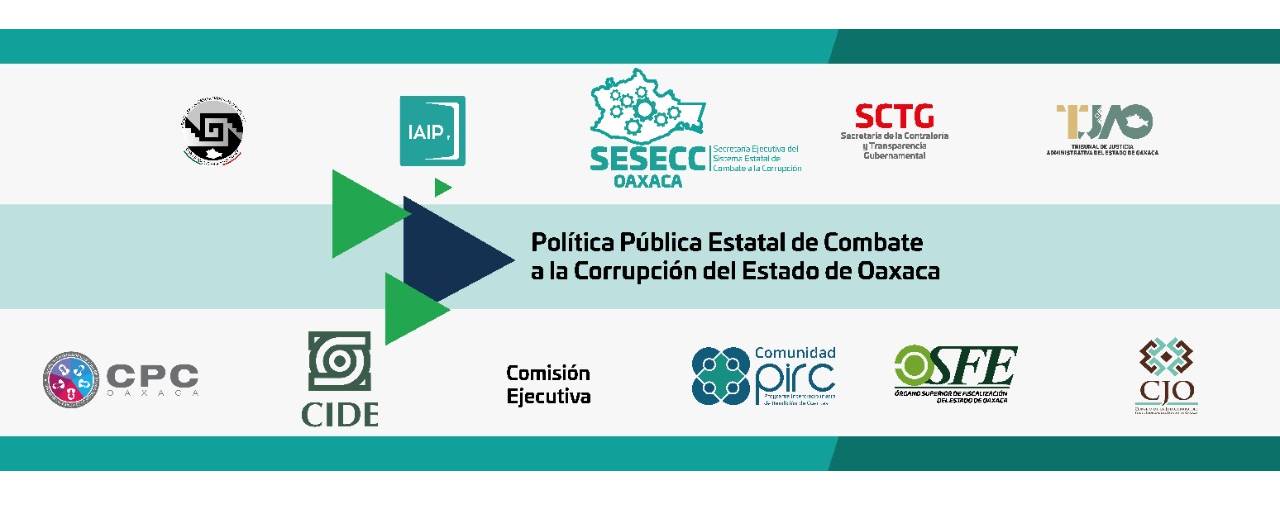 IAIP
SESECC
OAXACA
Secretaría Ejecutiva del
Sistema Estatal de
Combate a la Corrupción
SCTG
Secretaría de la Contraloría
y Transparencia
Gubernamental
TJAO
TRIBUNAL DE JUSTICIA
ADMINISTRATIVA DEL ESTADO DE OAXACA
Política Pública Estatal de Combate
a la Corrupción del Estado de Oaxaca
CPC
OAXACA
CIDE
Comisión
Ejecutiva
Comunidad
pirc
Programa Interdisciplinario
de Rendición de Cuentas
OSFE
ÓRGANO SUPERIOR DE FISCALIZACIÓN
DEL ESTADO DE OAXACA
CJO